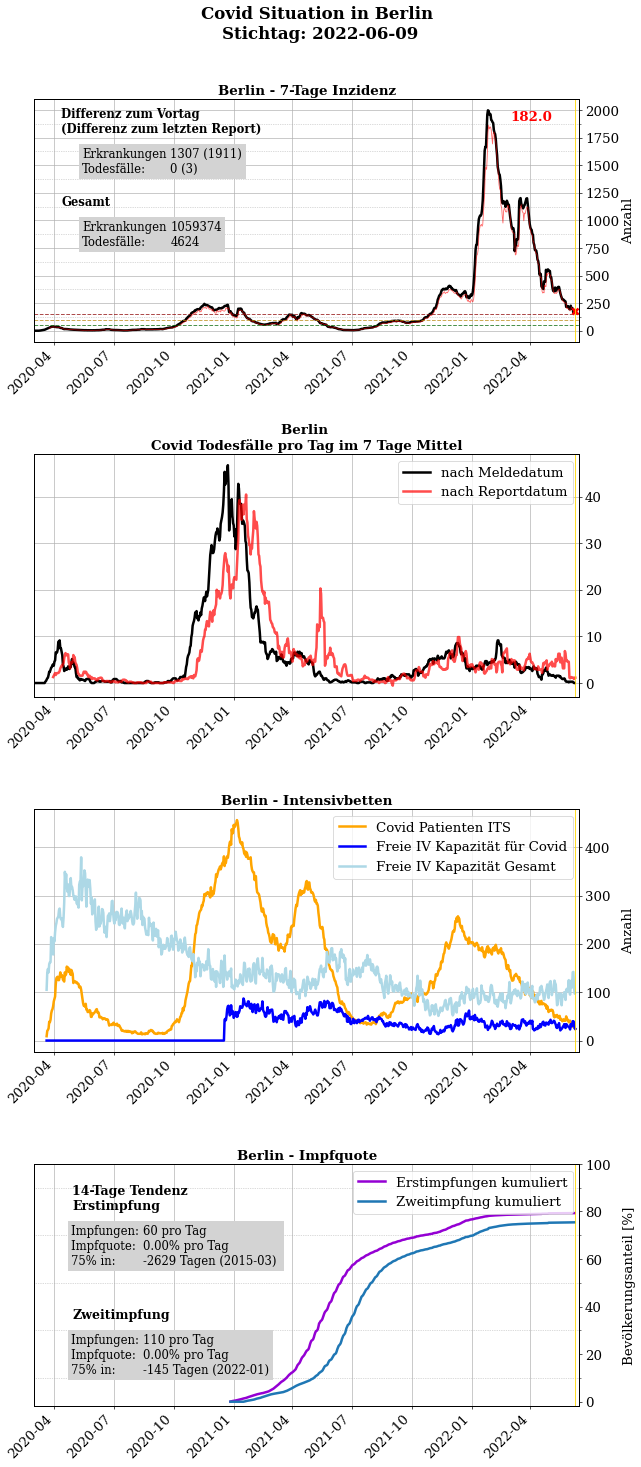 Covid Situation in Berlin
Stichtag: 2022-06-09
Berlin - 7-Tage Inzidenz
Differenz zum Vortag
(Differenz zum letzten Report)
Erkrankungen 1307 (1911)
Todesfälle: 0 (3)
Gesamt
Erkrankungen 1059374
Todesfälle: 4624
182.0
2000
1750
1500
1250
1000
750
500
250
0
Anzahl
2020-04
2020-07
2020-10
2021-01
2021-04
2021-07
2021-10
2022-01
2022-04
Berlin
Covid Todesfälle pro Tag im 7 Tage Mittel
nach Meldedatum
nach Reportdatum
40
30
20
10
0
2020-04
2020-07
2020-10
2021-01
2021-04
2021-07
2021-10
2022-01
2022-04
Berlin - Intensivbetten
Covid Patienten ITS
Freie IV Kapazität für Covid
Freie IV Kapazität Gesamt
400
300
200
100
0
Anzahl
2020-04
2020-07
2020-10
2021-01
2021-04
2021-07
2021-10
2022-01
2022-04
Berlin - Impfquote
14-Tage Tendenz
Erstimpfung
Impfungen: 60 pro Tag
Impfquote: 0.00% pro Tag
75% in: -2629 Tagen (2015-03)
Zweitimpfung
Impfungen: 110 pro Tag
Impfquote: 0.00% pro Tag
75% in: -145 Tagen (2022-01)
Erstimpfungen kumuliert
Zweitimpfung kumuliert
100
80
60
40
20
0
Bevölkerungsanteil [%]
2020-04
2020-07
2020-10
2021-01
2021-04
2021-07
2021-10
2022-01
2022-04